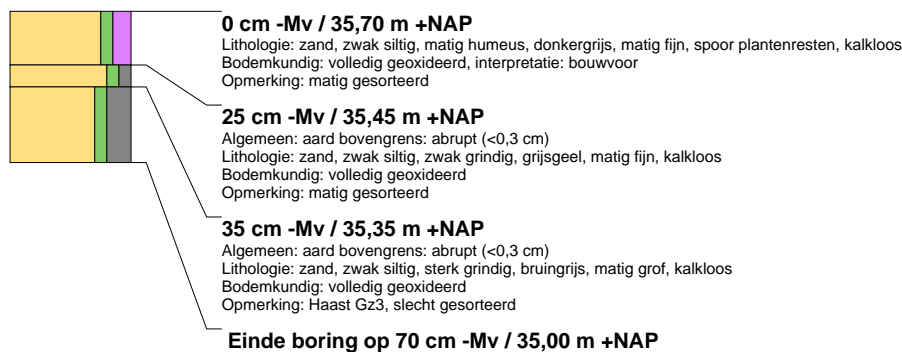 0 cm -Mv / 35,70 m +NAP
Lithologie: zand, zwak siltig, matig humeus, donkergrijs, matig fijn, spoor plantenresten, kalkloos
Bodemkundig: volledig geoxideerd, interpretatie: bouwvoor
Opmerking: matig gesorteerd
25 cm -Mv / 35,45 m +NAP
Algemeen: aard bovengrens: abrupt (<0,3 cm)
Lithologie: zand, zwak siltig, zwak grindig, grijsgeel, matig fijn, kalkloos
Bodemkundig: volledig geoxideerd
Opmerking: matig gesorteerd
35 cm -Mv / 35,35 m +NAP
Algemeen: aard bovengrens: abrupt (<0,3 cm)
Lithologie: zand, zwak siltig, sterk grindig, bruingrijs, matig grof, kalkloos
Bodemkundig: volledig geoxideerd
Opmerking: Haast Gz3, slecht gesorteerd
Einde boring op 70 cm -Mv / 35,00 m +NAP